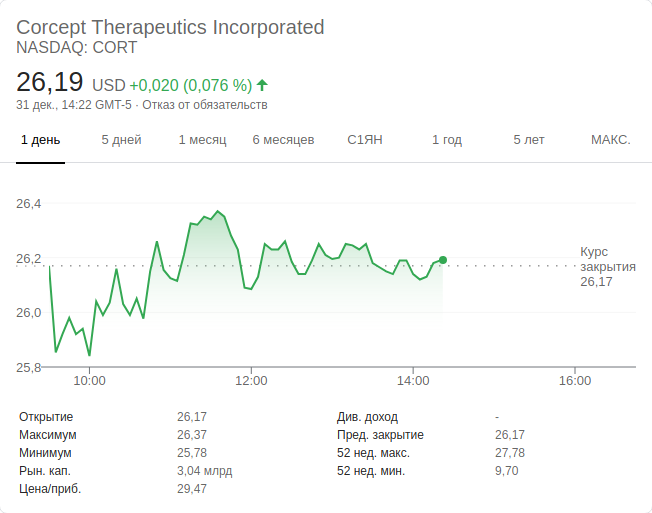 Corcept Therapeutics Incorporated
NASDAQ: CORT
26,19 USD +0,020 (0,076 %)
31 дек., 14:22 GMT-5 · Отказ от обязательств
1 день 5 дней 1 месяц 6 месяцев С1ЯН 1 год 5 лет МАКС.
26,4
26,2
26,0
25,8
Курс
закрытия
26,17
10:00 12:00 14:00 16:00
Открытие 26,17 Див. доход -
Максимум 26,37 Пред. закрытие 26,17
Минимум 25,78 52 нед. макс. 27,78
Рын. кап. 3,04 млрд 52 нед. мин. 9,70
Цена/приб. 29,47